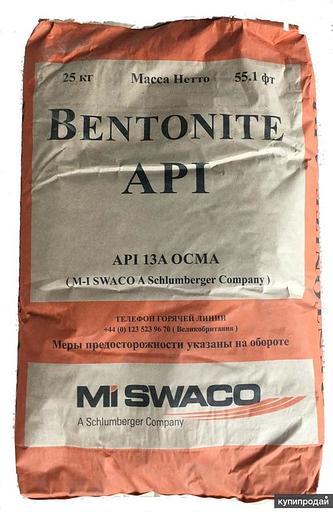 25 кг Масса Нетто 55.1 фт
BENTONITE
API
API 13A OCMA
( M-I SWACO A Schlumberger Company )
ТЕЛЕФОН ГОРЯЧЕЙ ЛИНИИ
+44 (0) 123 523 96 70 ( Великобритания )
Меры предосторожности указаны на обороте
Mi SWACO
A Schlumberger Company
купипродай